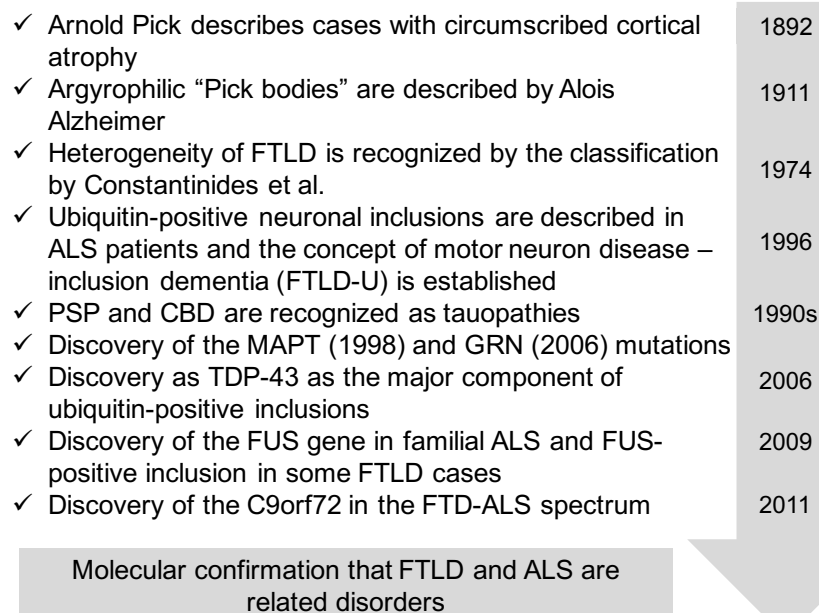 ✓ Arnold Pick describes cases with circumscribed cortical 1892
atrophy
✓ Argyrophilic “Pick bodies” are described by Alois 1911
Alzheimer
✓ Heterogeneity of FTLD is recognized by the classification 1974
by Constantinides et al.
✓ Ubiquitin-positive neuronal inclusions are described in
ALS patients and the concept of motor neuron disease – 1996
inclusion dementia (FTLD-U) is established
✓ PSP and CBD are recognized as tauopathies 1990s
✓ Discovery of the MAPT (1998) and GRN (2006) mutations
✓ Discovery as TDP-43 as the major component of 2006
ubiquitin-positive inclusions
✓ Discovery of the FUS gene in familial ALS and FUS- 2009
positive inclusion in some FTLD cases
✓ Discovery of the C9orf72 in the FTD-ALS spectrum 2011
Molecular confirmation that FTLD and ALS are
related disorders